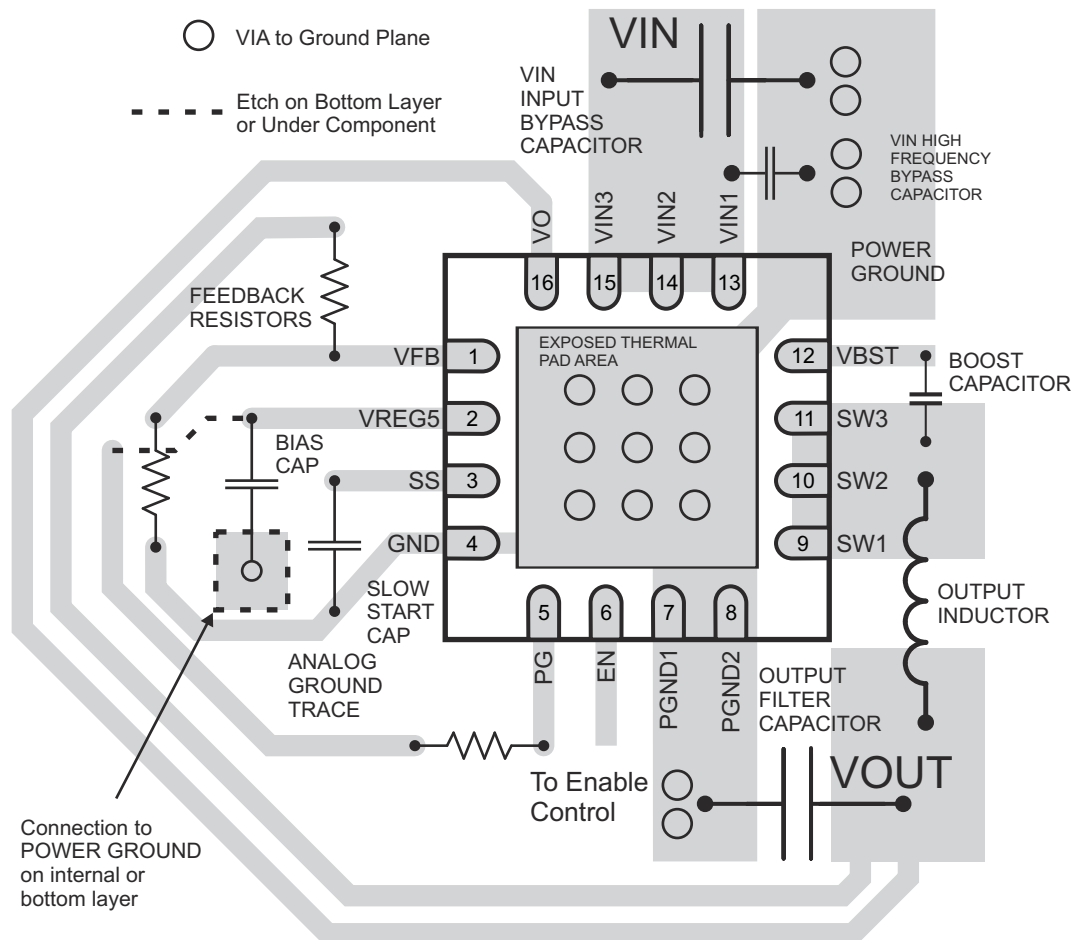 VIA to Ground Plane
Etch on Bottom Layer
or Under Component
VIN
VIN
INPUT
BYPASS
CAPACITOR
VIN HIGH
FREQUENCY
BYPASS
CAPACITOR
POWER
GROUND
VO
VIN3
VIN2
VIN1
16
15
14
13
FEEDBACK
RESISTORS
EXPOSED THERMAL
PAD AREA
VFB
1
VREG5
2
SS
3
GND
4
12
VBST
11
SW3
10
SW2
9
SW1
BOOST
CAPACITOR
BIAS
CAP
SLOW
START
CAP
ANALOG
GROUND
TRACE
5
6
7
8
PG
EN
PGND1
PGND2
OUTPUT
INDUCTOR
OUTPUT
FILTER
CAPACITOR
VOUT
To Enable
Control
Connection to
POWER GROUND
on internal or
bottom layer